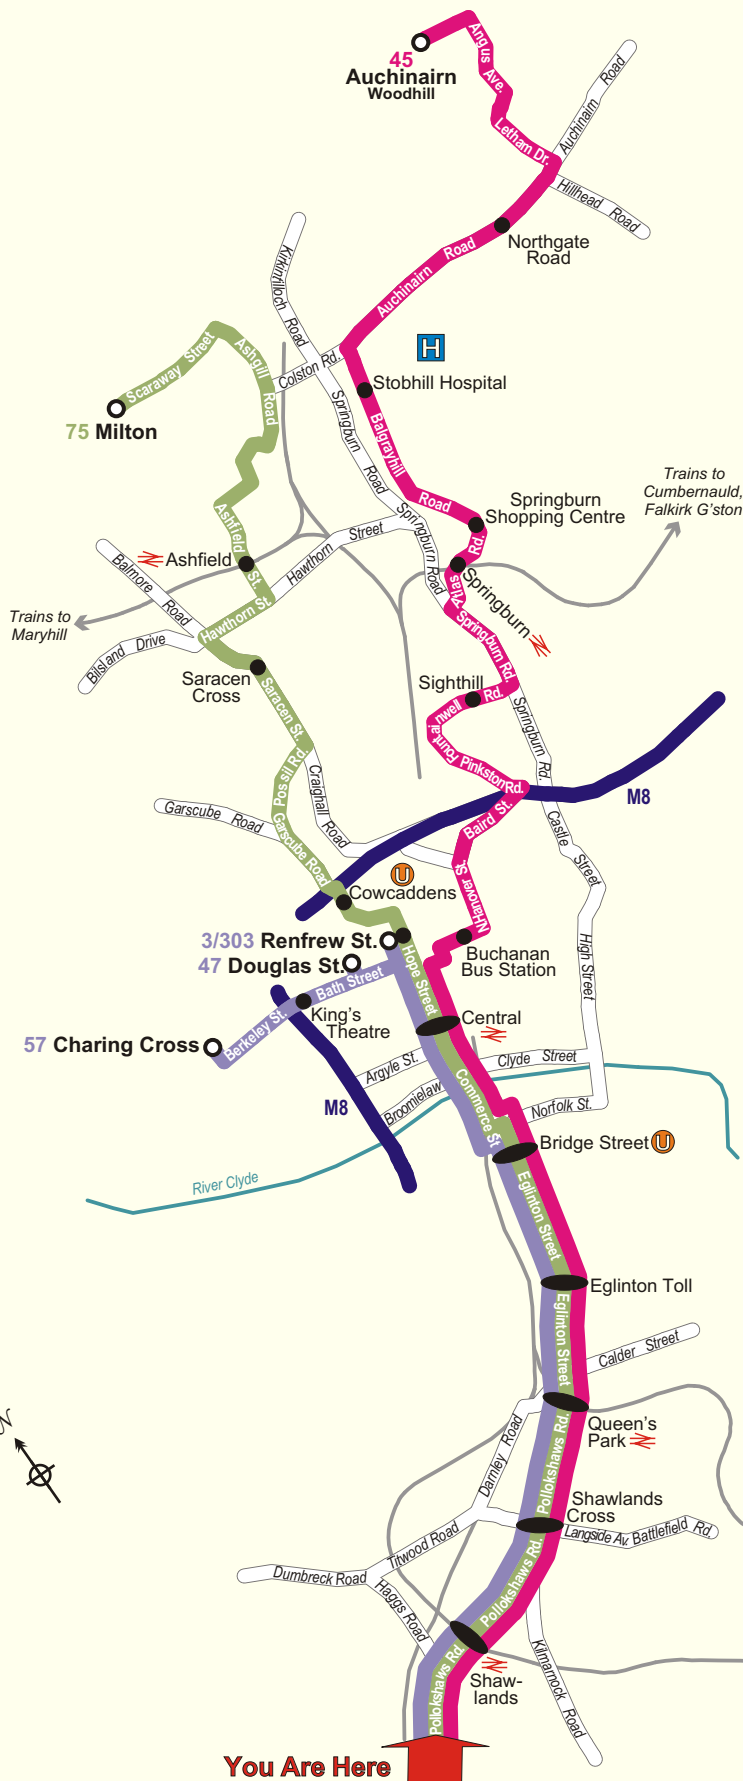 45
Auchinairn
Woodhill
Angus
Ave.
Letham Dr.
Auchinairn Road
Hillhead Road
Northgate
Road
Auchinairn Road
Kirkintilloch Road
Scaraway Street
Ashgill
Road
Colston Rd.
H
Stobhill Hospital
75 Milton
Springburn Road
Balgrayhill
Road
Springburn
Shopping Centre
Trains to
Cumbernauld,
Falkirk G'ston
Ashfield
St.
Ashfield
Hawthorn Street
Springburn Road
Atlas
Rd.
Springburn
Balmore Road
Trains to
Maryhill
Bilsland Drive
Hawthorn St.
Springburn Rd.
Saracen
Cross
Saracen St.
Sighthill
Fountainwell
Rd.
Springburn Rd.
Possil Rd.
Craighall
Road
Pinkston Rd.
M8
Garscube Road
Garscube Road
Baird St.
Castle
Street
U
Cowcaddens
NHanover St.
3/303 Renfrew St.
47 Douglas St.
Hope Street
Buchanan
Bus Station
High Street
Bath Street
King's
Theatre
Central
57 Charing Cross
Berkeley St.
Argyle St.
Clyde Street
M8
Broomielaw
Commerce St
Norfolk St.
Bridge Street
U
River Clyde
Eglinton Street
Eglinton Toll
Eglinton Street
Calder Street
N
Queen's
Park
Darnley Road
Pollokshaws Rd.
Shawlands
Cross
Titwood Road
Langside Av.
Battlefield Rd.
Dumbreck Road
Haggs Road
Pollokshaws Rd.
Kilmarnock Road
Pollokshaws Rd.
Shaw-
lands
You Are Here